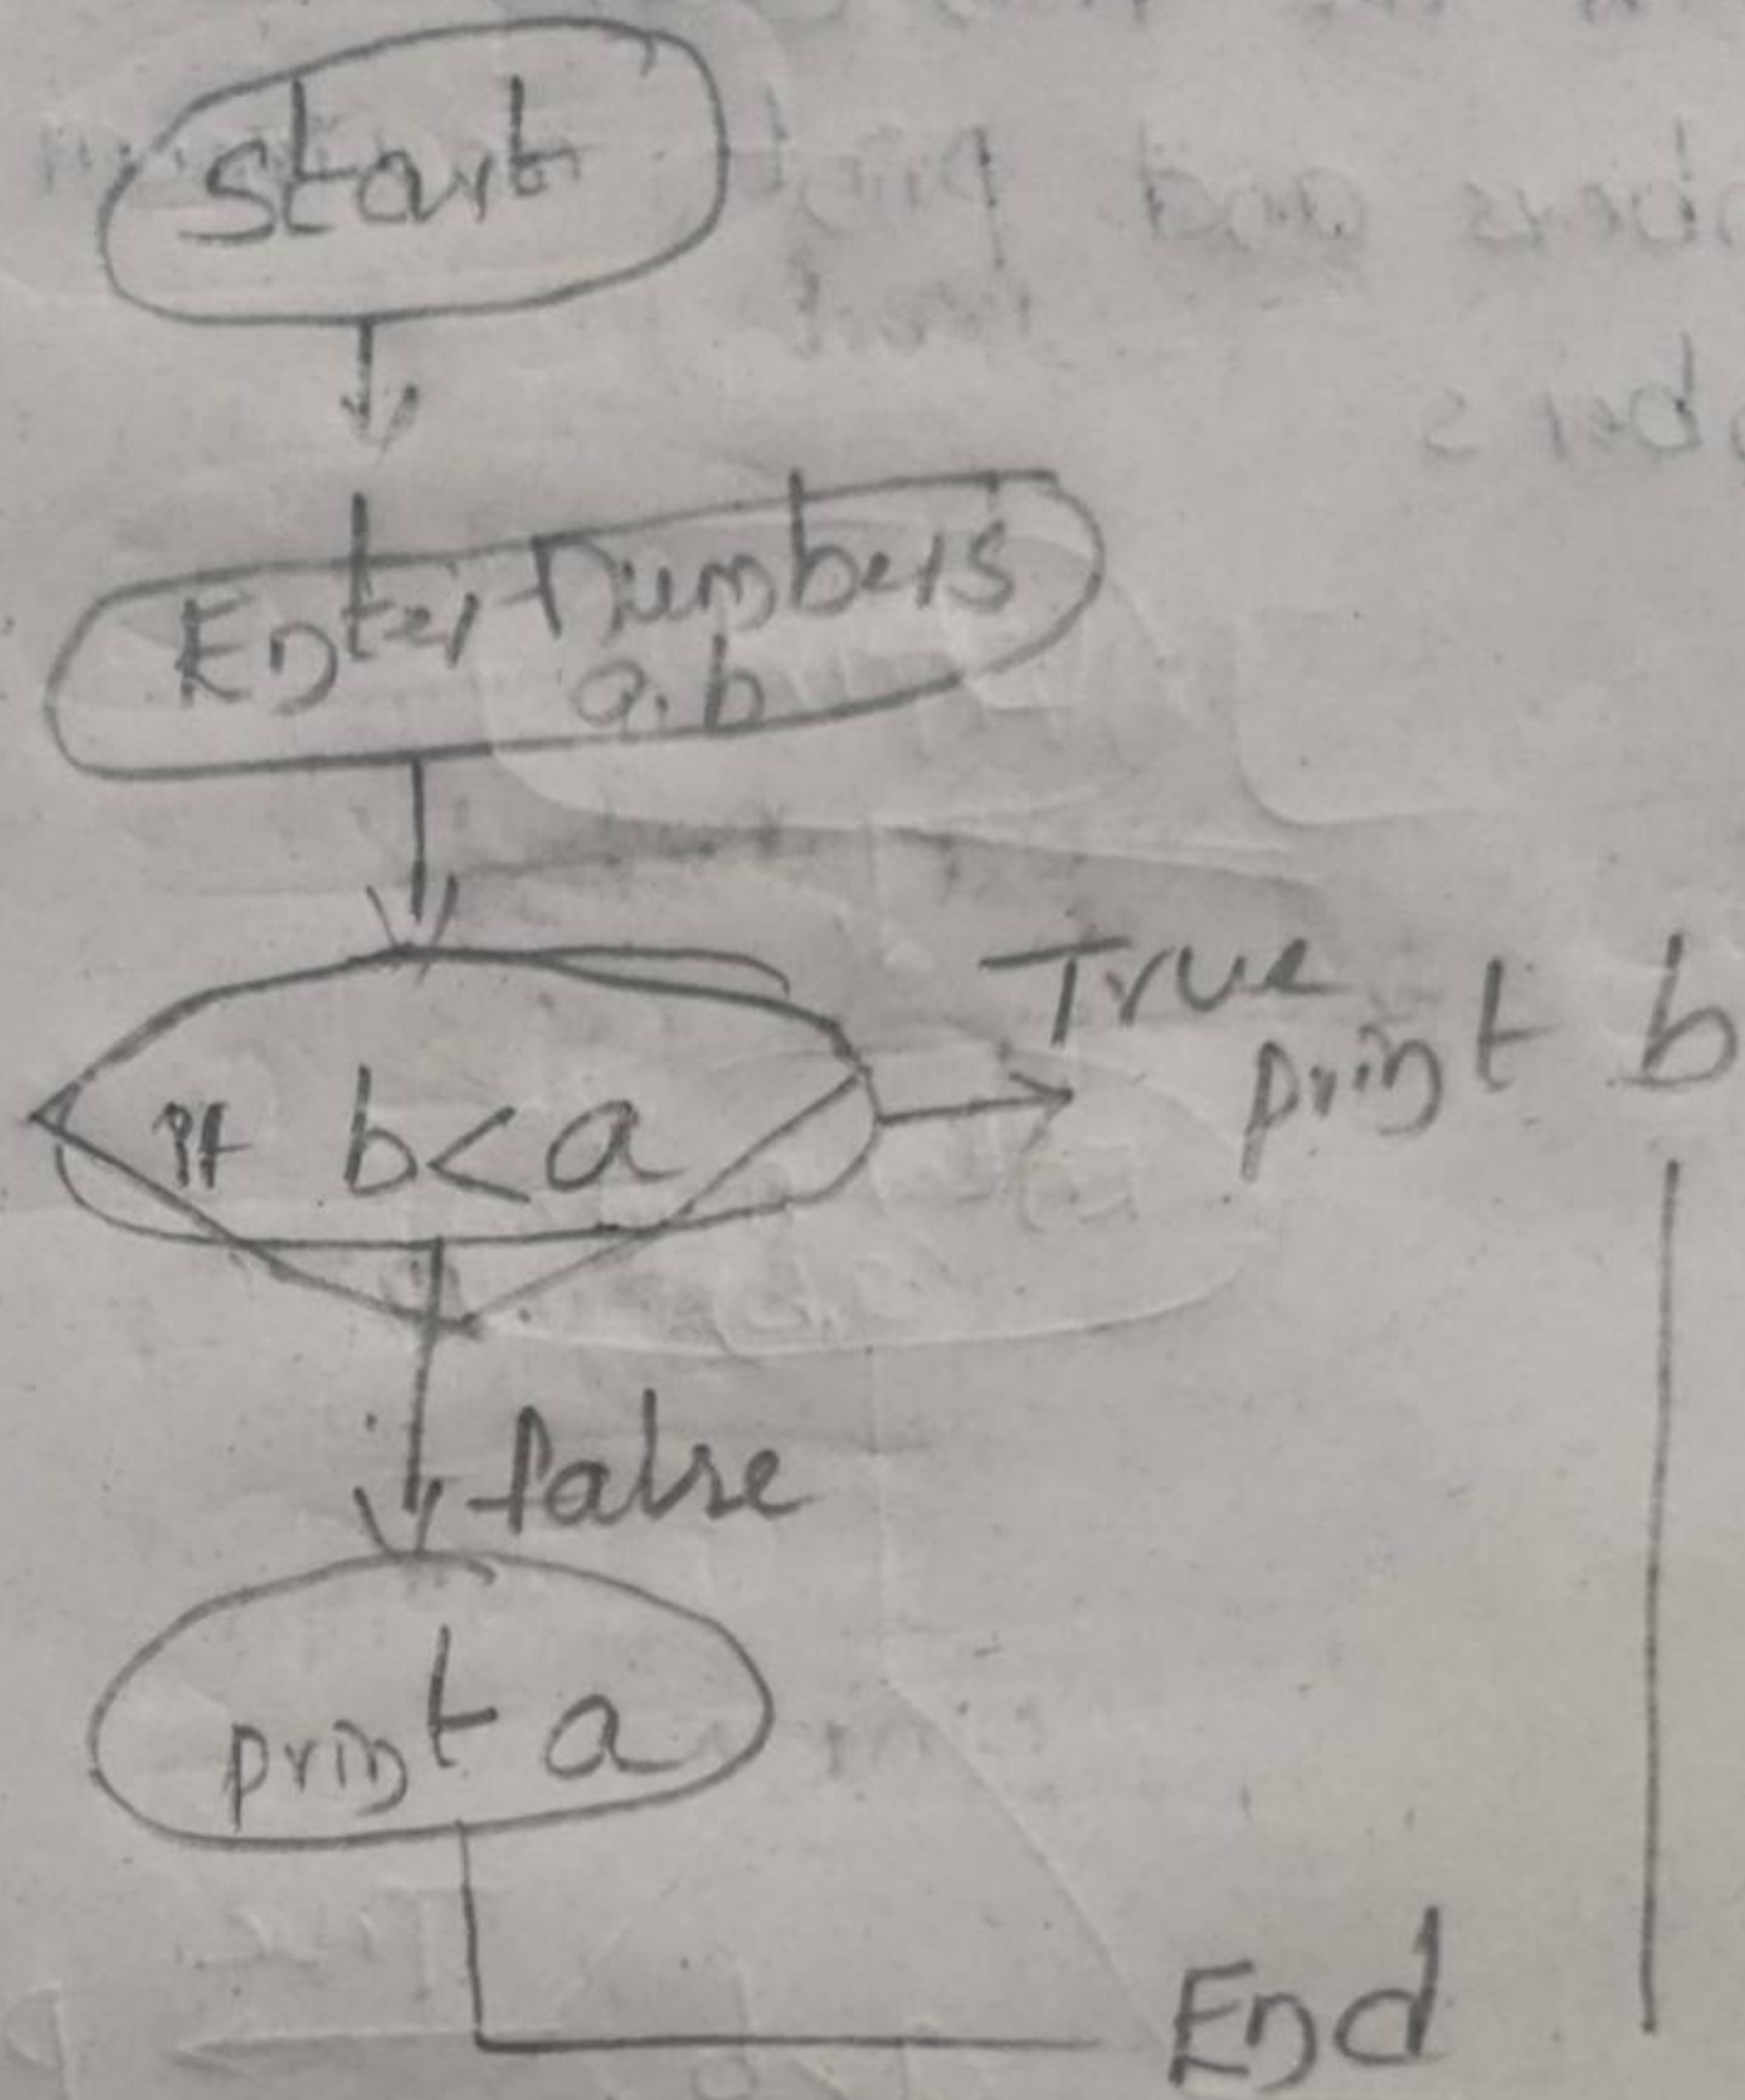 Start
Enter numbers
a, b
If b<a
True
print b
false
print a
End